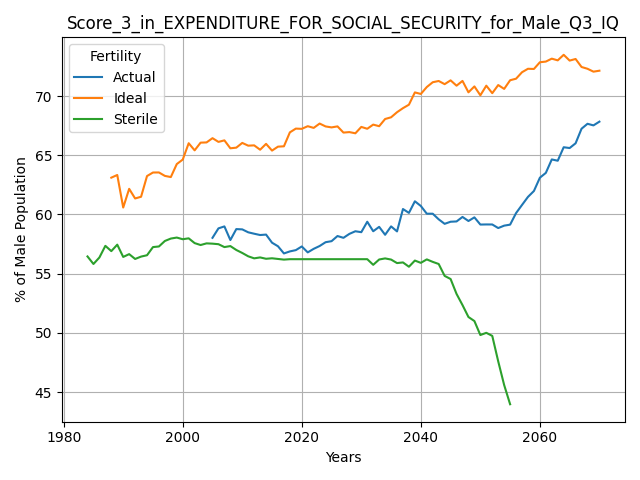 Score_3_in_EXPENDITURE_FOR_SOCIAL_SECURITY_for_Male_Q3_IQ
Fertility
Actual
Ideal
Sterile
% of Male Population
70
65
60
55
50
45
1980
2000
2020
2040
2060
Years